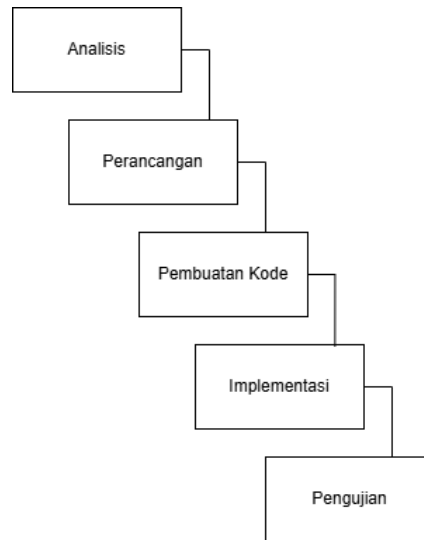 Analisis
Perancangan
Pembuatan Kode
Implementasi
Pengujian